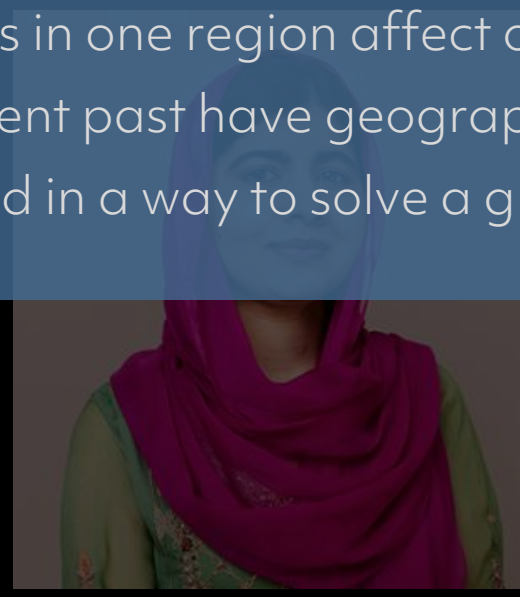 s in one region affect
ent past have geograp
d in a way to solve a g